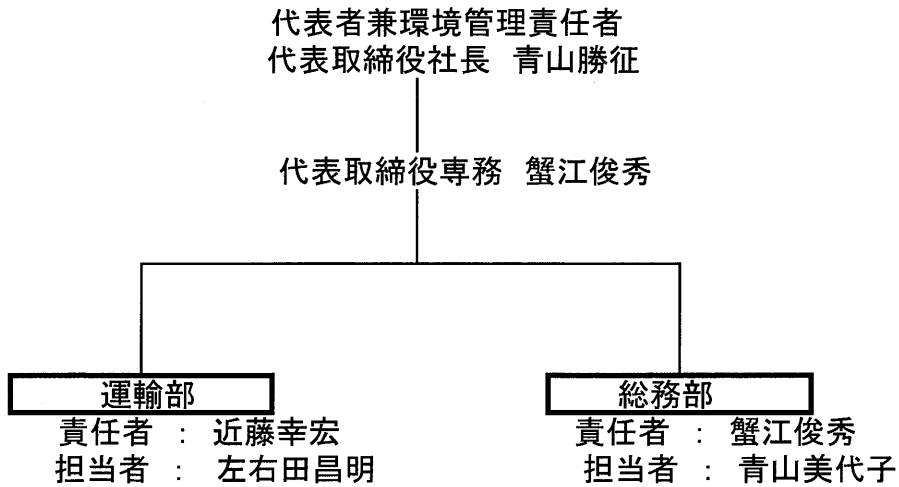 代表者兼環境管理責任者
代表取締役社長　青山勝征
代表取締役専務　蟹江俊秀
運輸部
責任者　：　近藤幸宏
担当者　：　左右田昌明
総務部
責任者　：　蟹江俊秀
担当者　：　青山美代子